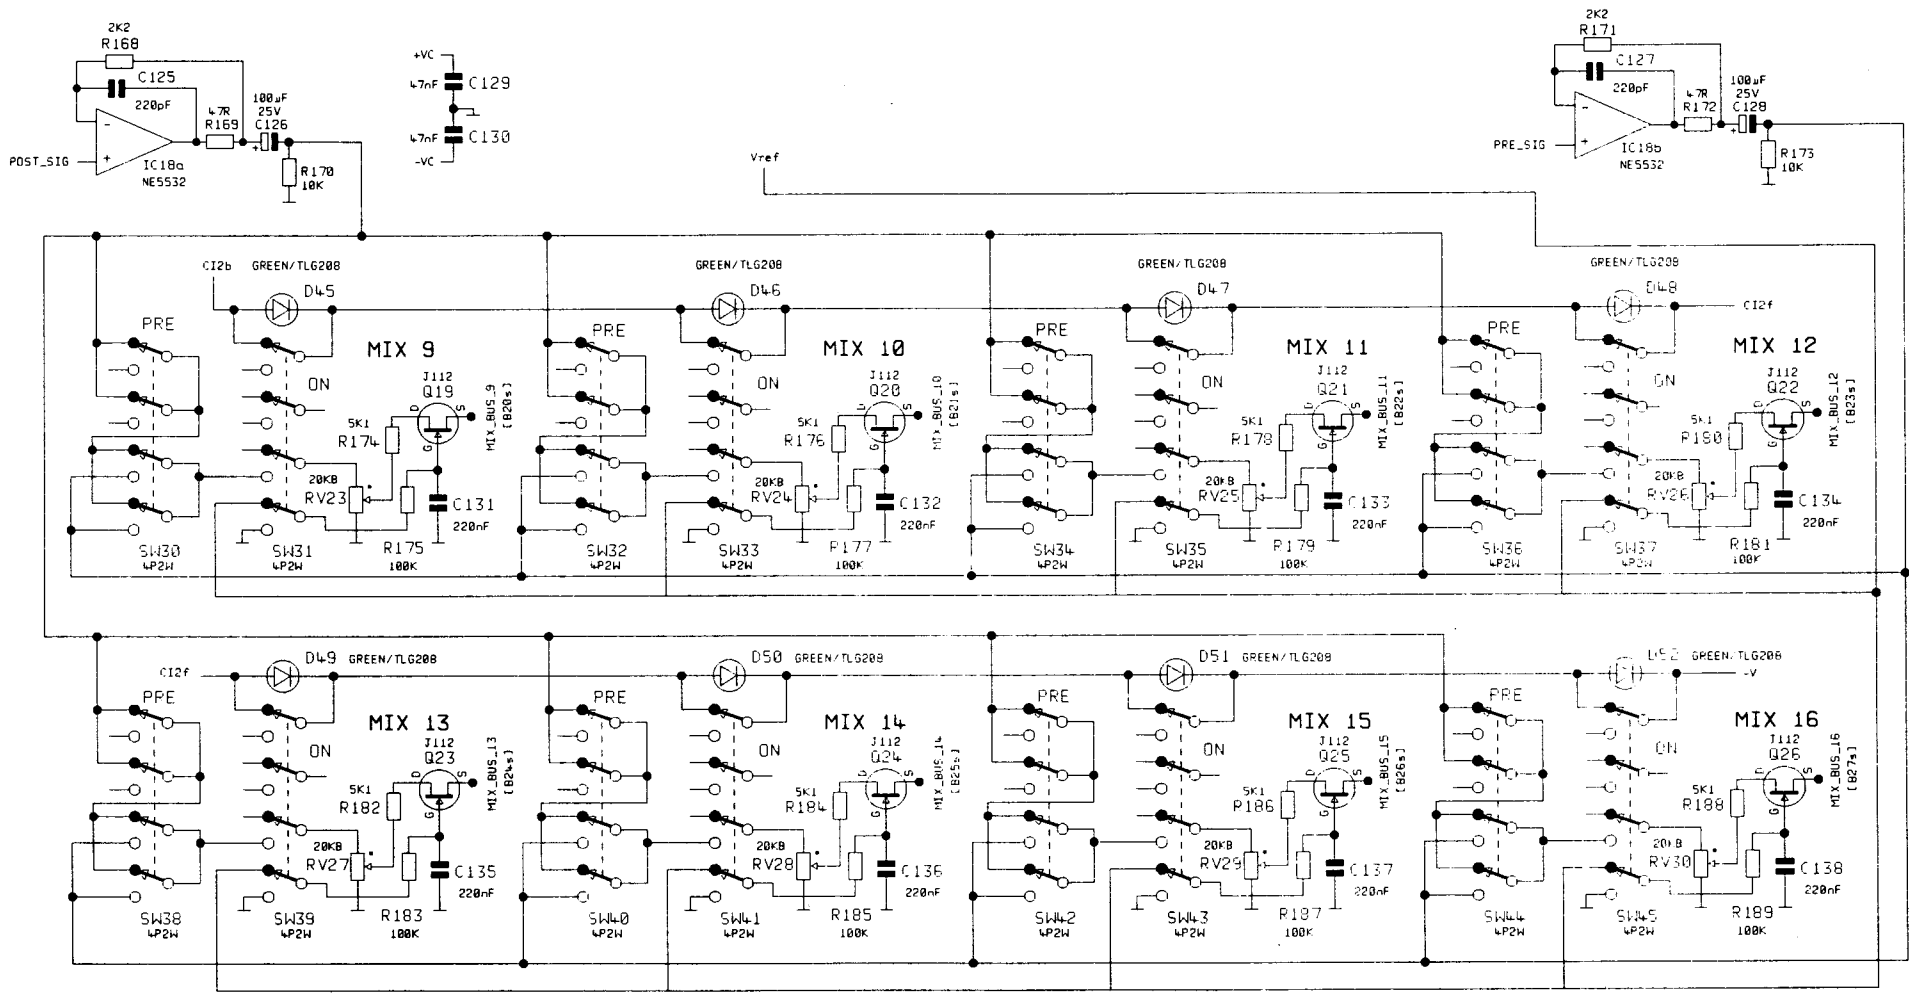 2K2
R168
C125
220pF
47R
R169
100µF
25V
C126
POST_SIG
IC18a
NE5532
R170
10K
+VC
47nF
C129
47nF
C130
-VC
Vref
2K2
R171
C127
220pF
47R
R172
100µF
25V
C128
PRE_SIG
IC18b
NE5532
R173
10K
CI2b
GREEN/TLG208
D45
PRE
MIX 9
ON
J112
Q19
D
S
G
5K1
R174
20KB
RV23
C131
220nF
MIX_BUS_9
[B20s]
SW30
4P2W
SW31
4P2W
R175
100K
GREEN/TLG208
D46
PRE
MIX 10
ON
J112
Q20
D
S
G
5K1
R176
20KB
RV24
C132
220nF
MIX_BUS_10
[B21s]
SW32
4P2W
SW33
4P2W
R177
100K
GREEN/TLG208
D47
PRE
MIX 11
ON
J112
Q21
D
S
G
5K1
R178
20KB
RV25
C133
220nF
MIX_BUS_11
[B22s]
SW34
4P2W
SW35
4P2W
R179
100K
GREEN/TLG208
D48
CI2f
PRE
MIX 12
ON
J112
Q22
D
S
G
5K1
R180
20KB
RV26
C134
220nF
MIX_BUS_12
[B23s]
SW36
4P2W
SW37
4P2W
R181
100K
CI2f
D49
GREEN/TLG208
PRE
MIX 13
ON
J112
Q23
D
S
G
5K1
R182
20KB
RV27
C135
220nF
MIX_BUS_13
[B24s]
SW38
4P2W
SW39
4P2W
R183
100K
D50
GREEN/TLG208
PRE
MIX 14
ON
J112
Q24
D
S
G
5K1
R184
20KB
RV28
C136
220nF
MIX_BUS_14
[B25s]
SW40
4P2W
SW41
4P2W
R185
100K
D51
GREEN/TLG208
PRE
MIX 15
ON
J112
Q25
D
S
G
5K1
R186
20KB
RV29
C137
220nF
MIX_BUS_15
[B26s]
SW42
4P2W
SW43
4P2W
R187
100K
D52
GREEN/TLG208
-V
PRE
MIX 16
ON
J112
Q26
D
S
G
5K1
R188
20KB
RV30
C138
220nF
MIX_BUS_16
[B27s]
SW44
4P2W
SW45
4P2W
R189
100K